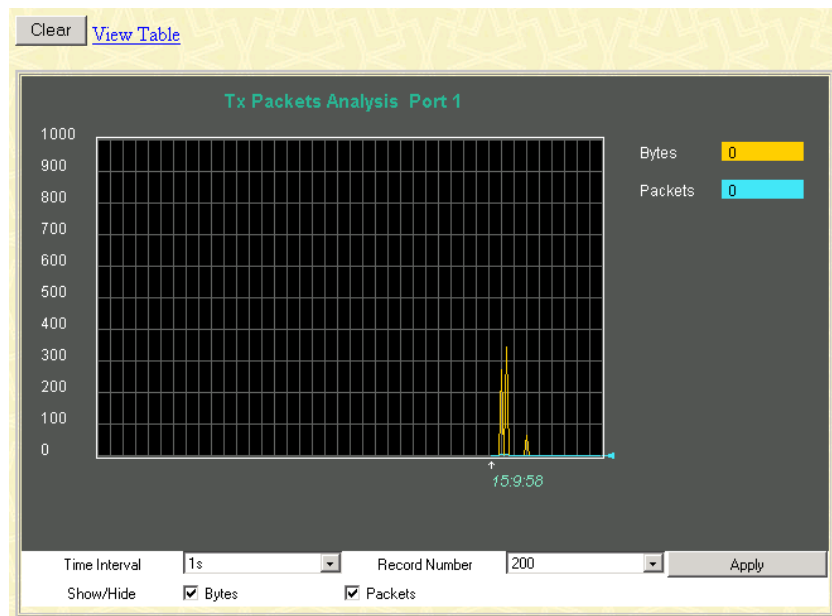 Clear View Table
Tx Packets Analysis Port 1
1000
900
800
700
600
500
400
300
200
100
0
Bytes 0
Packets 0
15:9:58
Time Interval 1s Record Number 200 Apply
Show/Hide Bytes Packets